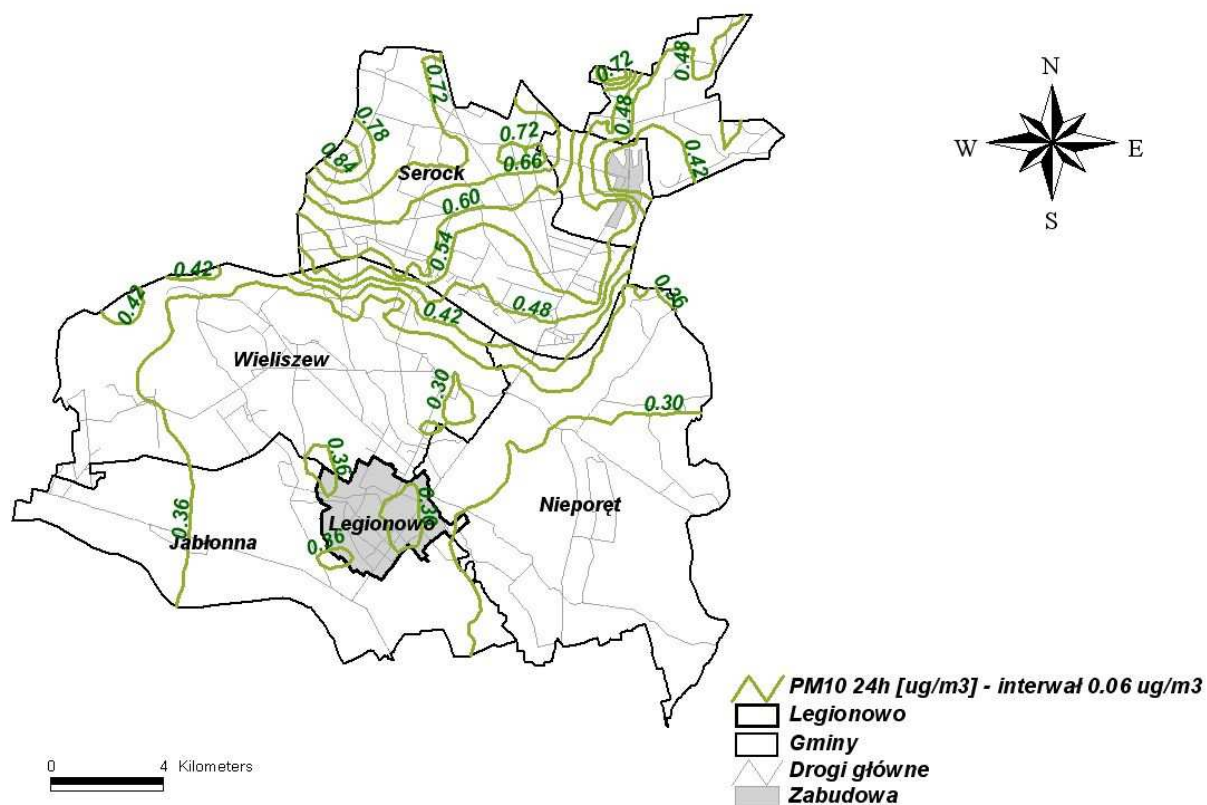 0.48
0.72
0.72
0.48
0.78
0.72
0.84
0.66
0.42
Serock
0.60
0.54
0.42
0.42
0.48
0.42
0.36
Wieliszew
0.30
0.30
0.36
0.36
0.36
Nieporęt
Legionowo
0.36
Jabłonna
N
W
E
S
PM10 24h [ug/m3] - interwał 0.06 ug/m3
Legionowo
Gminy
Drogi główne
Zabudowa
0 4 Kilometers